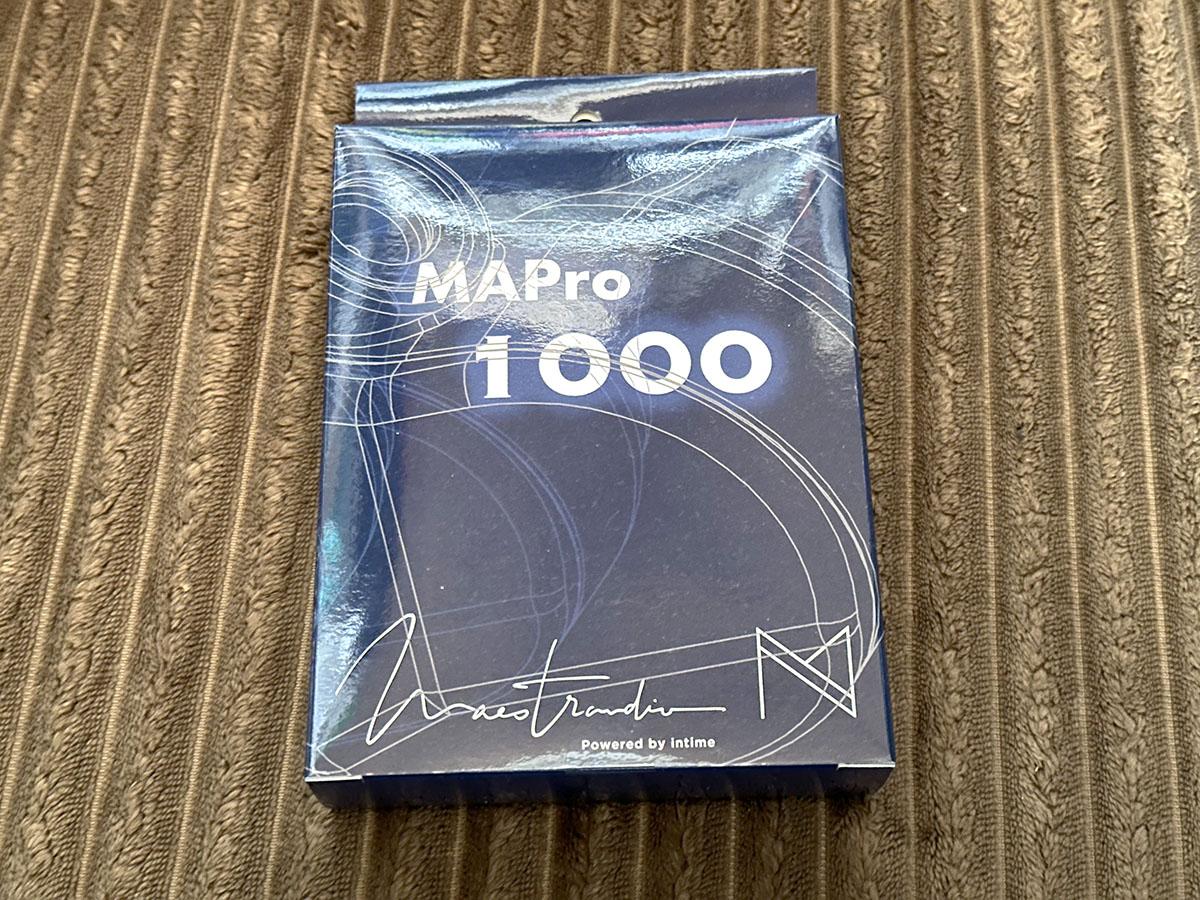 MAPro
1000
Maestraudio
Powered by intime